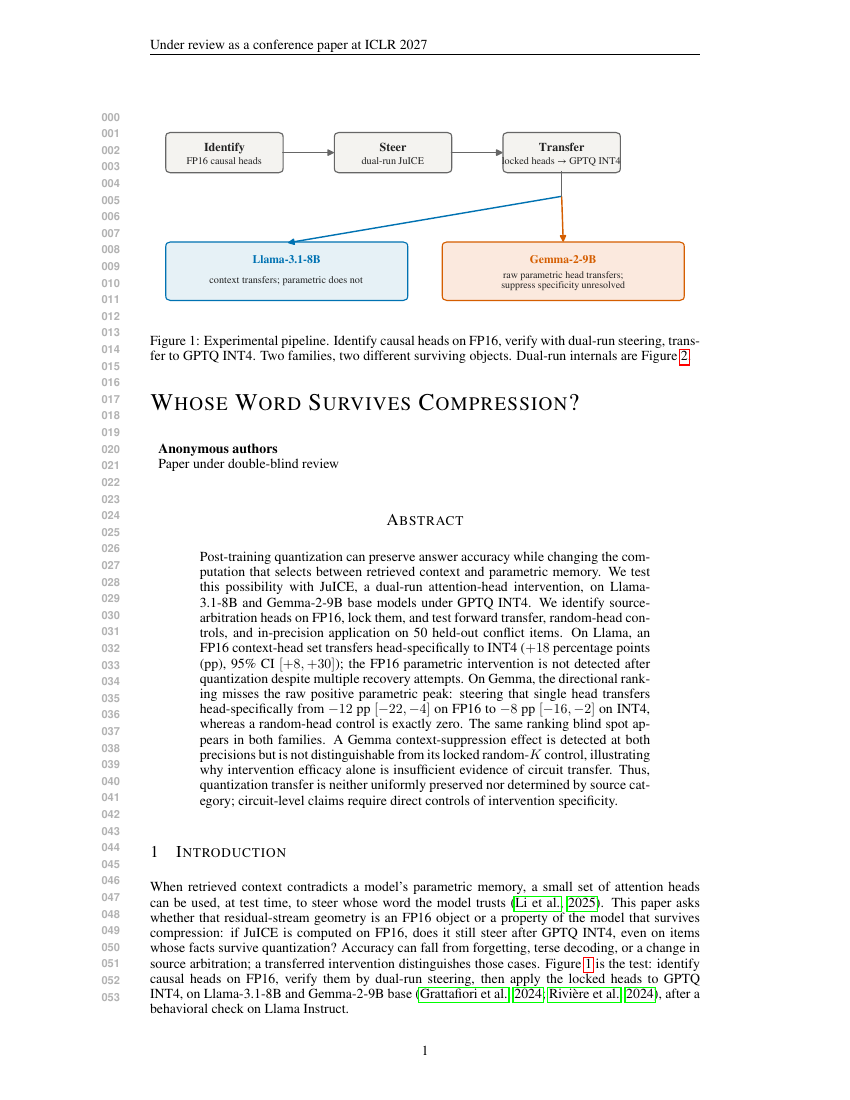 Under review as a conference paper at ICLR 2027
000
001
002
003
004
005
006
007
008
009
010
011
012
013
014
015
016
017
018
019
020
021
022
023
024
025
026
027
028
029
030
031
032
033
034
035
036
037
038
039
040
041
042
043
044
045
046
047
048
049
050
051
052
053
Identify
FP16 causal heads
Steer
dual-run JuICE
Transfer
locked heads → GPTQ INT4
Llama-3.1-8B
context transfers; parametric does not
Gemma-2-9B
raw parametric head transfers;
suppress specificity unresolved
Figure 1: Experimental pipeline. Identify causal heads on FP16, verify with dual-run steering, trans-
fer to GPTQ INT4. Two families, two different surviving objects. Dual-run internals are Figure 2.
WHOSE WORD SURVIVES COMPRESSION?
Anonymous authors
Paper under double-blind review
ABSTRACT
Post-training quantization can preserve answer accuracy while changing the com-
putation that selects between retrieved context and parametric memory. We test
this possibility with JuICE, a dual-run attention-head intervention, on Llama-
3.1-8B and Gemma-2-9B base models under GPTQ INT4. We identify source-
arbitration heads on FP16, lock them, and test forward transfer, random-head con-
trols, and in-precision application on 50 held-out conflict items. On Llama, an
FP16 context-head set transfers head-specifically to INT4 (+18 percentage points
(pp), 95% CI [+8, +30]); the FP16 parametric intervention is not detected after
quantization despite multiple recovery attempts. On Gemma, the directional rank-
ing misses the raw positive parametric peak: steering that single head transfers
head-specifically from −12 pp [−22, −4] on FP16 to −8 pp [−16, −2] on INT4,
whereas a random-head control is exactly zero. The same ranking blind spot ap-
pears in both families. A Gemma context-suppression effect is detected at both
precisions but is not distinguishable from its locked random-K control, illustrating
why intervention efficacy alone is insufficient evidence of circuit transfer. Thus,
quantization transfer is neither uniformly preserved nor determined by source cat-
egory; circuit-level claims require direct controls of intervention specificity.
1 INTRODUCTION
When retrieved context contradicts a model's parametric memory, a small set of attention heads
can be used, at test time, to steer whose word the model trusts (Li et al., 2025). This paper asks
whether that residual-stream geometry is an FP16 object or a property of the model that survives
compression: if JuICE is computed on FP16, does it still steer after GPTQ INT4, even on items
whose facts survive quantization? Accuracy can fall from forgetting, terse decoding, or a change in
source arbitration; a transferred intervention distinguishes those cases. Figure 1 is the test: identify
causal heads on FP16, verify them by dual-run steering, then apply the locked heads to GPTQ
INT4, on Llama-3.1-8B and Gemma-2-9B base (Grattafiori et al., 2024; Rivière et al., 2024), after a
behavioral check on Llama Instruct.
1